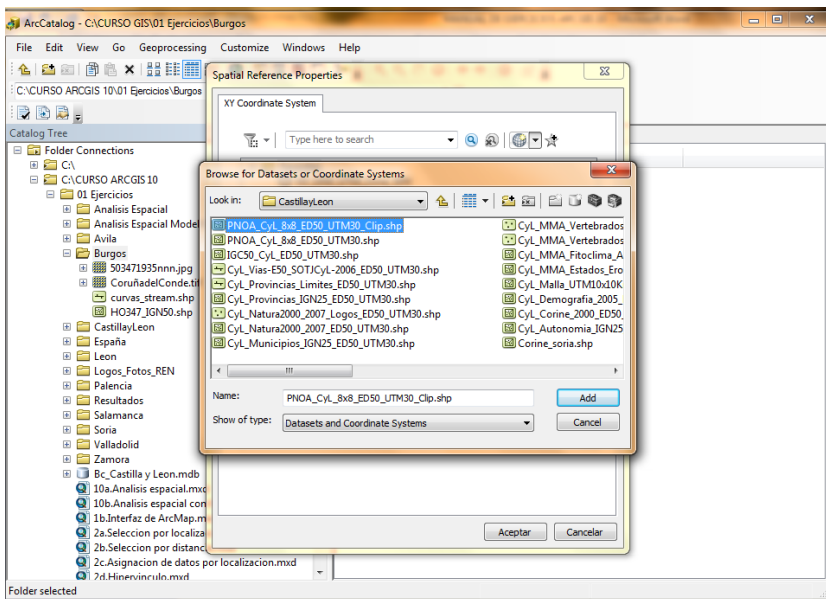 ArcCatalog - C:\CURSO GIS\01 Ejercicios\Burgos
File Edit View Go Geoprocessing Customize Windows Help
C:\CURSO ARCGIS 10\01 Ejercicios\Burgos
Catalog Tree
Folder Connections
C:\
C:\CURSO ARCGIS 10
01 Ejercicios
Analisis Espacial
Analisis Espacial Model
Avila
Burgos
503471935nnn.jpg
CoruñadelConde.tif
curvas_stream.shp
HO347_IGN50.shp
CastillayLeon
España
Leon
Logos_Fotos_REN
Palencia
Resultados
Salamanca
Soria
Valladolid
Zamora
Bc_Castilla y Leon.mdb
10a.Analisis espacial.mxd
10b.Analisis espacial con
1b.Interfaz de ArcMap.m
2a.Seleccion por localiza
2b.Seleccion por distanc
2c.Asignacion de datos por localizacion.mxd
2d.Hipervinculo.mxd
Folder selected
Spatial Reference Properties
XY Coordinate System
Type here to search
Browse for Datasets or Coordinate Systems
Look in: CastillayLeon
PNOA_CyL_8x8_ED50_UTM30_Clip.shp
PNOA_CyL_8x8_ED50_UTM30.shp
IGC50_CyL_ED50_UTM30.shp
CyL_Vias-E50_SOTJCyL-2006_ED50_UTM30.shp
CyL_Provincias_Limites_ED50_UTM30.shp
CyL_Provincias_IGN25_ED50_UTM30.shp
CyL_Natura2000_2007_Logos_ED50_UTM30.shp
CyL_Natura2000_2007_ED50_UTM30.shp
CyL_Municipios_IGN25_ED50_UTM30.shp
CyL_MMA_Vertebrados
CyL_MMA_Vertebrados
CyL_MMA_Fitoclima_A
CyL_MMA_Estados_Ero
CyL_Malla_UTM10x10K
CyL_Demografia_2005_
CyL_Corine_2000_ED50_
CyL_Autonomia_IGN25
Corine_soria.shp
Name: PNOA_CyL_8x8_ED50_UTM30_Clip.shp
Add
Show of type: Datasets and Coordinate Systems
Cancel
Aceptar
Cancelar